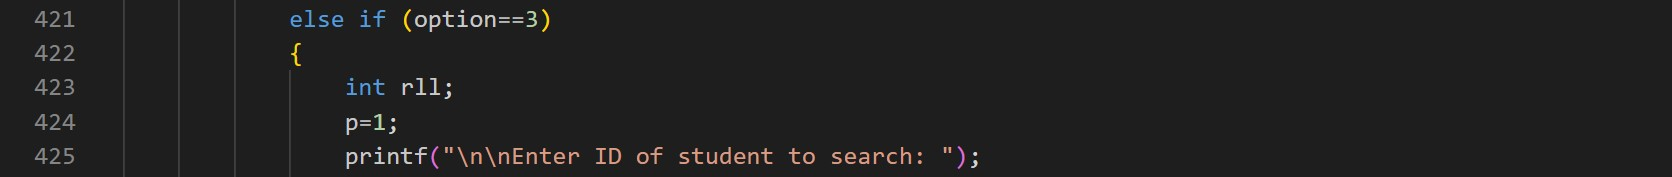 421 else if (option==3)
422 {
423 int rll;
424 p=1;
425 printf("\n\nEnter ID of student to search: ");